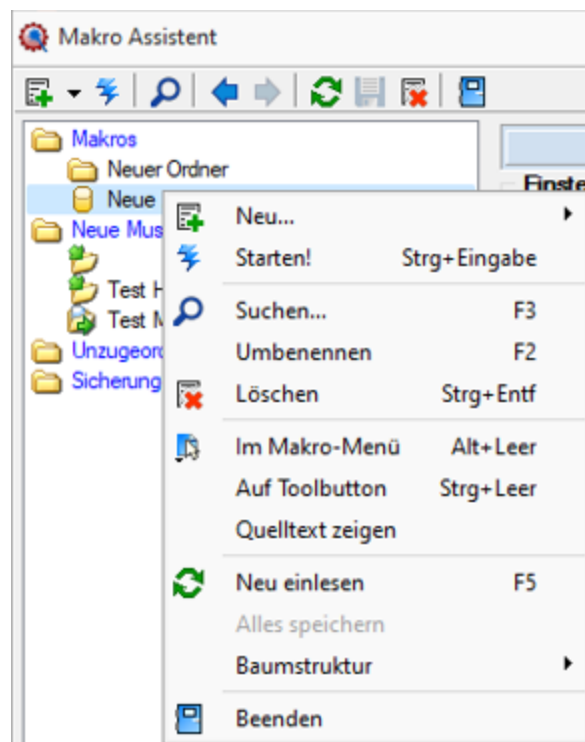 Makro Assistent
Makros
Neuer Ordner
Neue
Neue Mus
Test
Test
Unzugeord
Sicherung
Einste
Neu...
Starten! Strg+Eingabe
Suchen... F3
Umbenennen F2
Löschen Strg+Entf
Im Makro-Menü Alt+Leer
Auf Toolbutton Strg+Leer
Quelltext zeigen
Neu einlesen F5
Alles speichern
Baumstruktur
Beenden